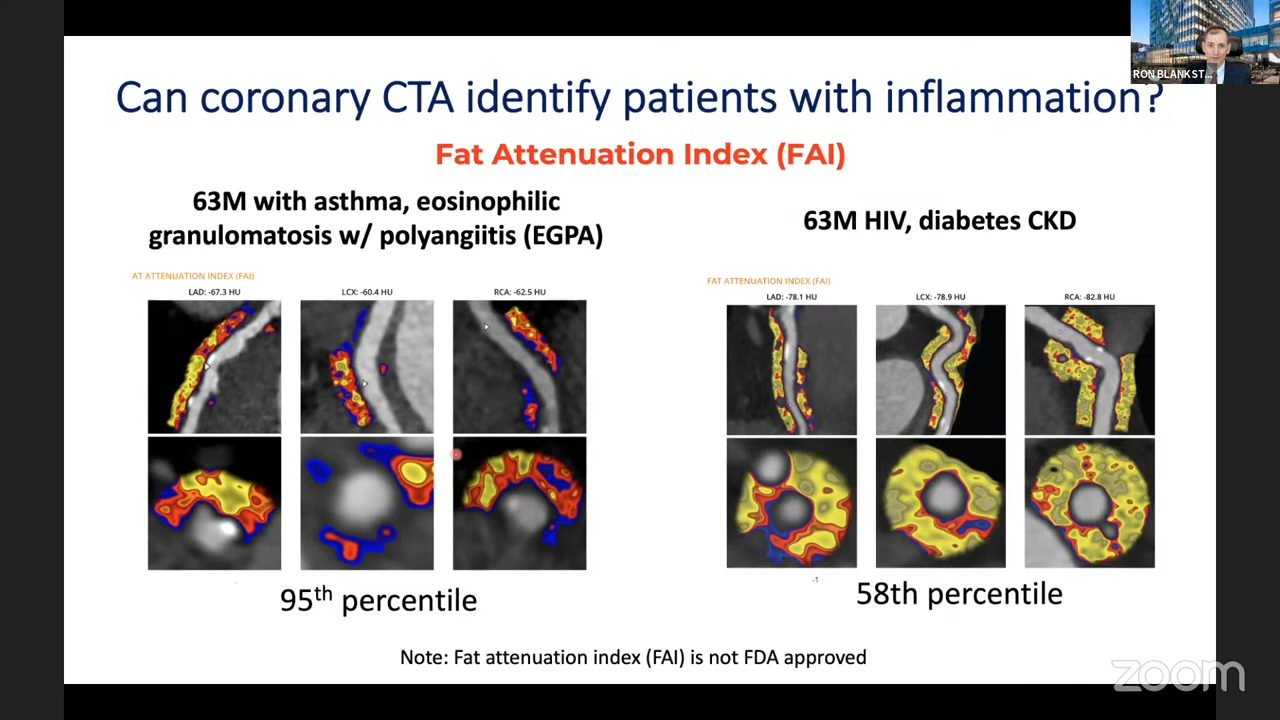 RON BLANKST...
Can coronary CTA identify patients with inflammation?
Fat Attenuation Index (FAI)
63M with asthma, eosinophilic
granulomatosis w/ polyangiitis (EGPA)
AT ATTENUATION INDEX (FAI)
LAD: -67.3 HU
LCX: -60.4 HU
RCA: -62.5 HU
95th percentile
63M HIV, diabetes CKD
FAT ATTENUATION INDEX (FAI)
LAD: -78.1 HU
LCX: -78.9 HU
RCA: -82.8 HU
-1
58th percentile
Note: Fat attenuation index (FAI) is not FDA approved
zoom